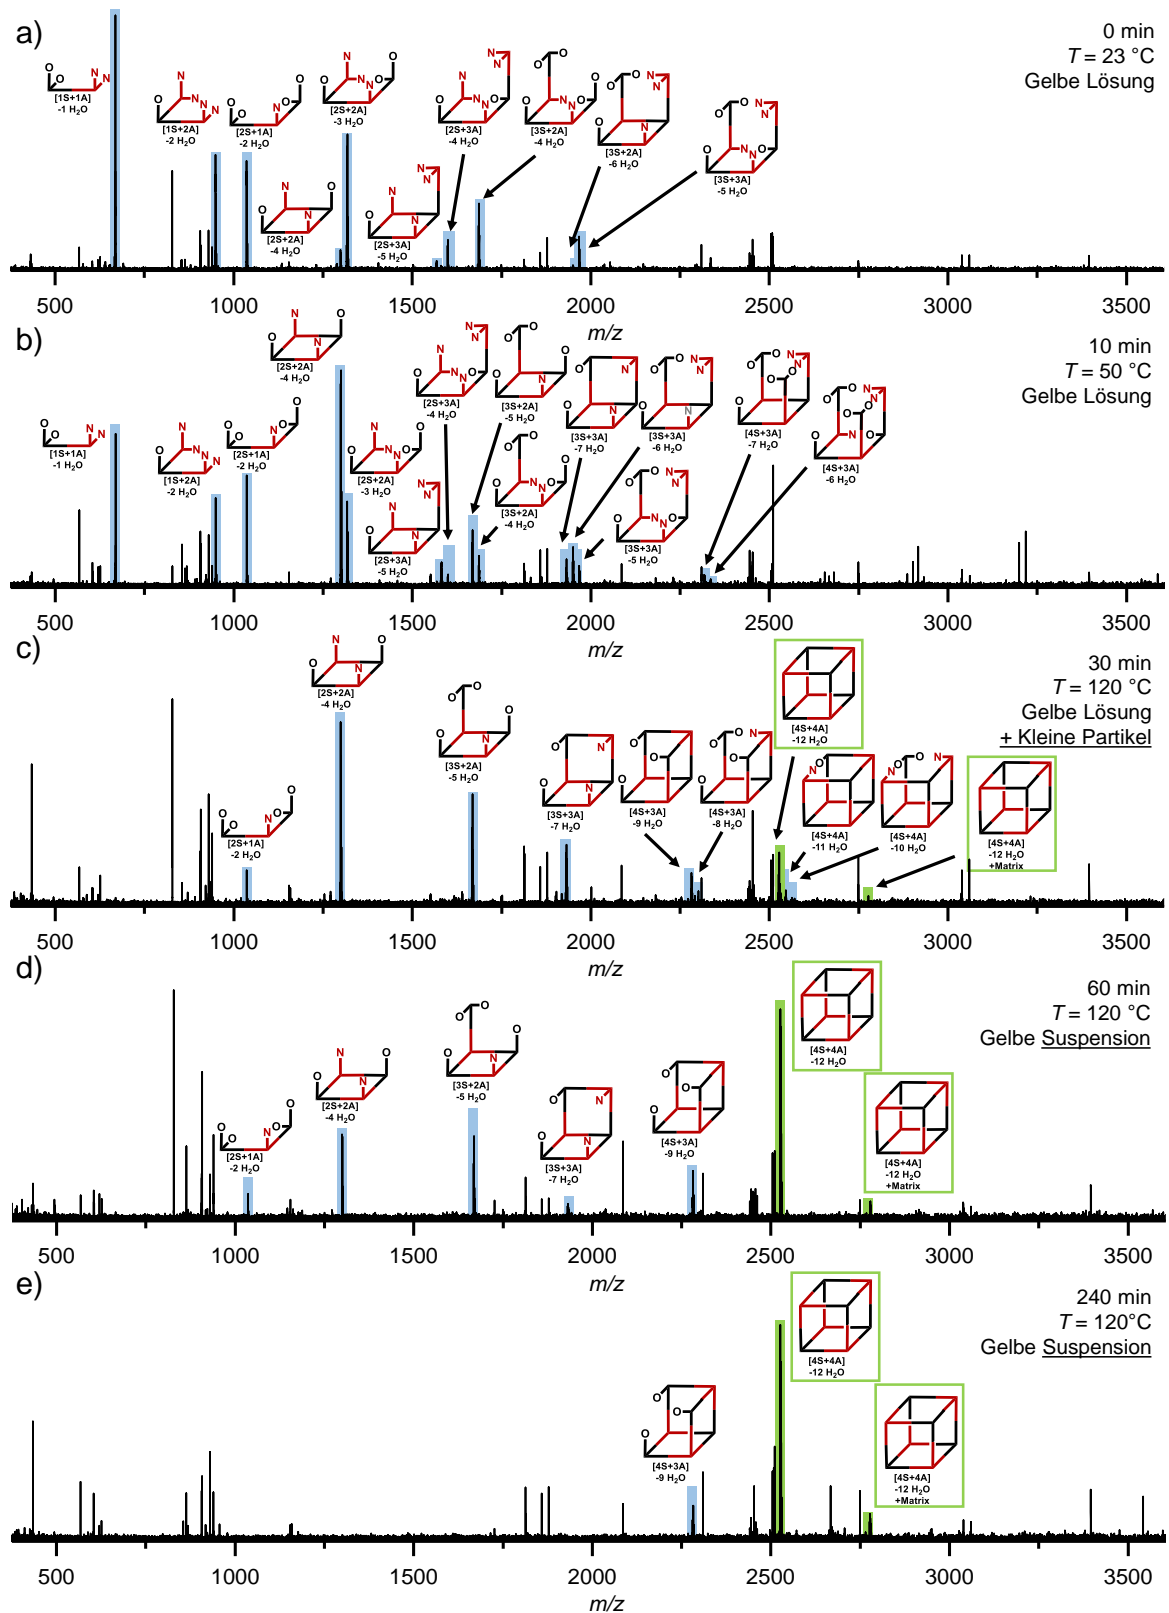 a)
0 min
T = 23 °C
Gelbe Lösung
[1S+1A]
-1 H2O
[1S+2A]
-2 H2O
[2S+1A]
-2 H2O
[2S+2A]
-4 H2O
[2S+2A]
-3 H2O
[2S+3A]
-5 H2O
[2S+3A]
-4 H2O
[3S+2A]
-4 H2O
[3S+2A]
-6 H2O
[3S+3A]
-5 H2O
500 1000 1500 2000 2500 3000 3500
m/z
b)
10 min
T = 50 °C
Gelbe Lösung
[1S+1A]
-1 H2O
[1S+2A]
-2 H2O
[2S+1A]
-2 H2O
[2S+2A]
-4 H2O
[2S+2A]
-3 H2O
[2S+3A]
-5 H2O
[2S+3A]
-4 H2O
[3S+2A]
-5 H2O
[3S+2A]
-4 H2O
[3S+3A]
-7 H2O
[3S+3A]
-6 H2O
[3S+3A]
-5 H2O
[4S+3A]
-7 H2O
[4S+3A]
-6 H2O
500 1000 1500 2000 2500 3000 3500
m/z
c)
30 min
T = 120 °C
Gelbe Lösung
+ Kleine Partikel
[2S+1A]
-2 H2O
[2S+2A]
-4 H2O
[3S+2A]
-5 H2O
[3S+3A]
-7 H2O
[4S+3A]
-9 H2O
[4S+3A]
-8 H2O
[4S+4A]
-12 H2O
[4S+4A]
-11 H2O
[4S+4A]
-10 H2O
[4S+4A]
-12 H2O
+Matrix
500 1000 1500 2000 2500 3000 3500
m/z
d)
60 min
T = 120 °C
Gelbe Suspension
[2S+1A]
-2 H2O
[2S+2A]
-4 H2O
[3S+2A]
-5 H2O
[3S+3A]
-7 H2O
[4S+3A]
-9 H2O
[4S+4A]
-12 H2O
[4S+4A]
-12 H2O
+Matrix
500 1000 1500 2000 2500 3000 3500
m/z
e)
240 min
T = 120°C
Gelbe Suspension
[4S+3A]
-9 H2O
[4S+4A]
-12 H2O
[4S+4A]
-12 H2O
+Matrix
500 1000 1500 2000 2500 3000 3500
m/z